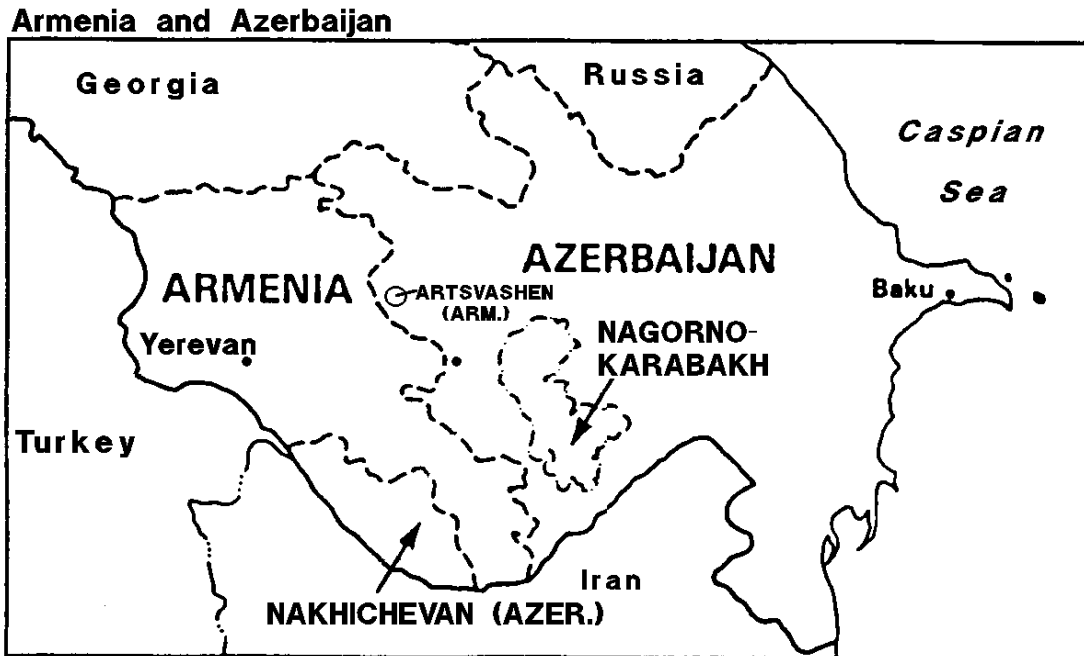 Armenia and Azerbaijan
Georgia
Russia
Caspian
Sea
AZERBAIJAN
ARMENIA
ARTSVASHEN
(ARM.)
Baku
NAGORNO-
KARABAKH
Yerevan
Turkey
Iran
NAKHICHEVAN (AZER.)